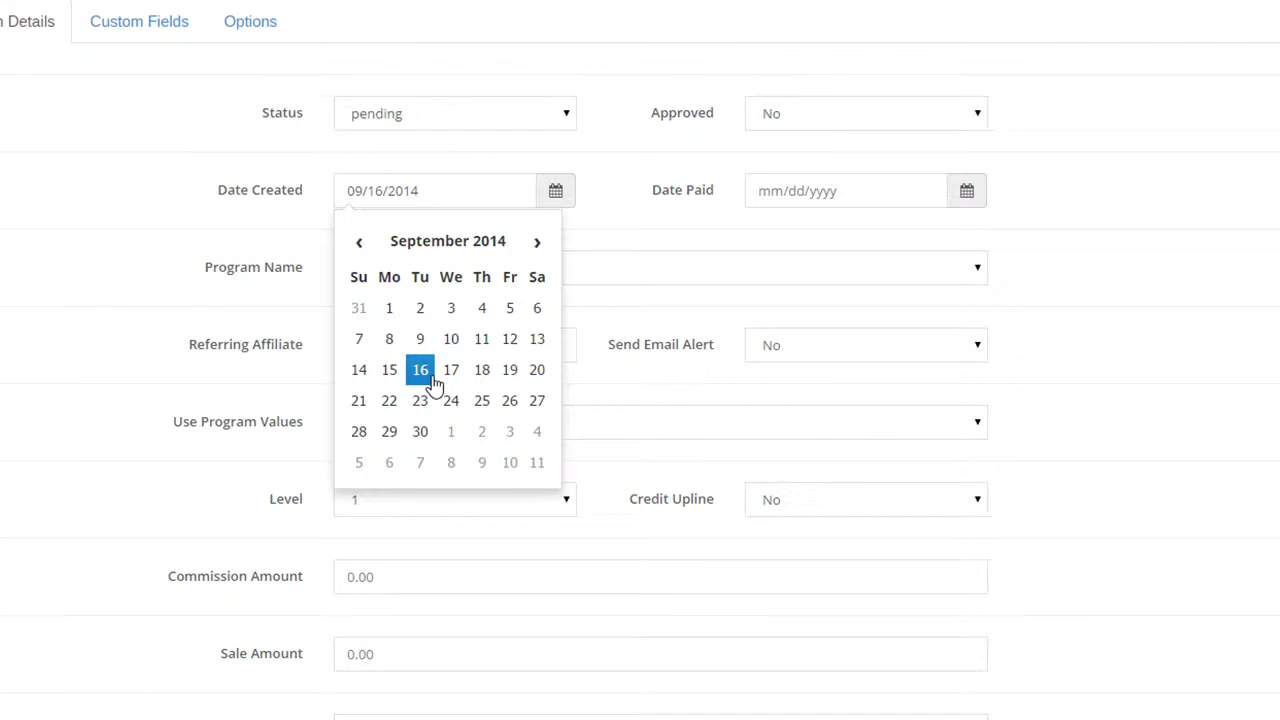 n Details Custom Fields Options
Status pending Approved No
Date Created 09/16/2014 Date Paid mm/dd/yyyy
‹ September 2014 ›
Program Name
Su Mo Tu We Th Fr Sa
31 1 2 3 4 5 6
7 8 9 10 11 12 13
Referring Affiliate Send Email Alert No
14 15 16 17 18 19 20
21 22 23 24 25 26 27
Use Program Values
28 29 30 1 2 3 4
5 6 7 8 9 10 11
Level 1 Credit Upline No
Commission Amount 0.00
Sale Amount 0.00